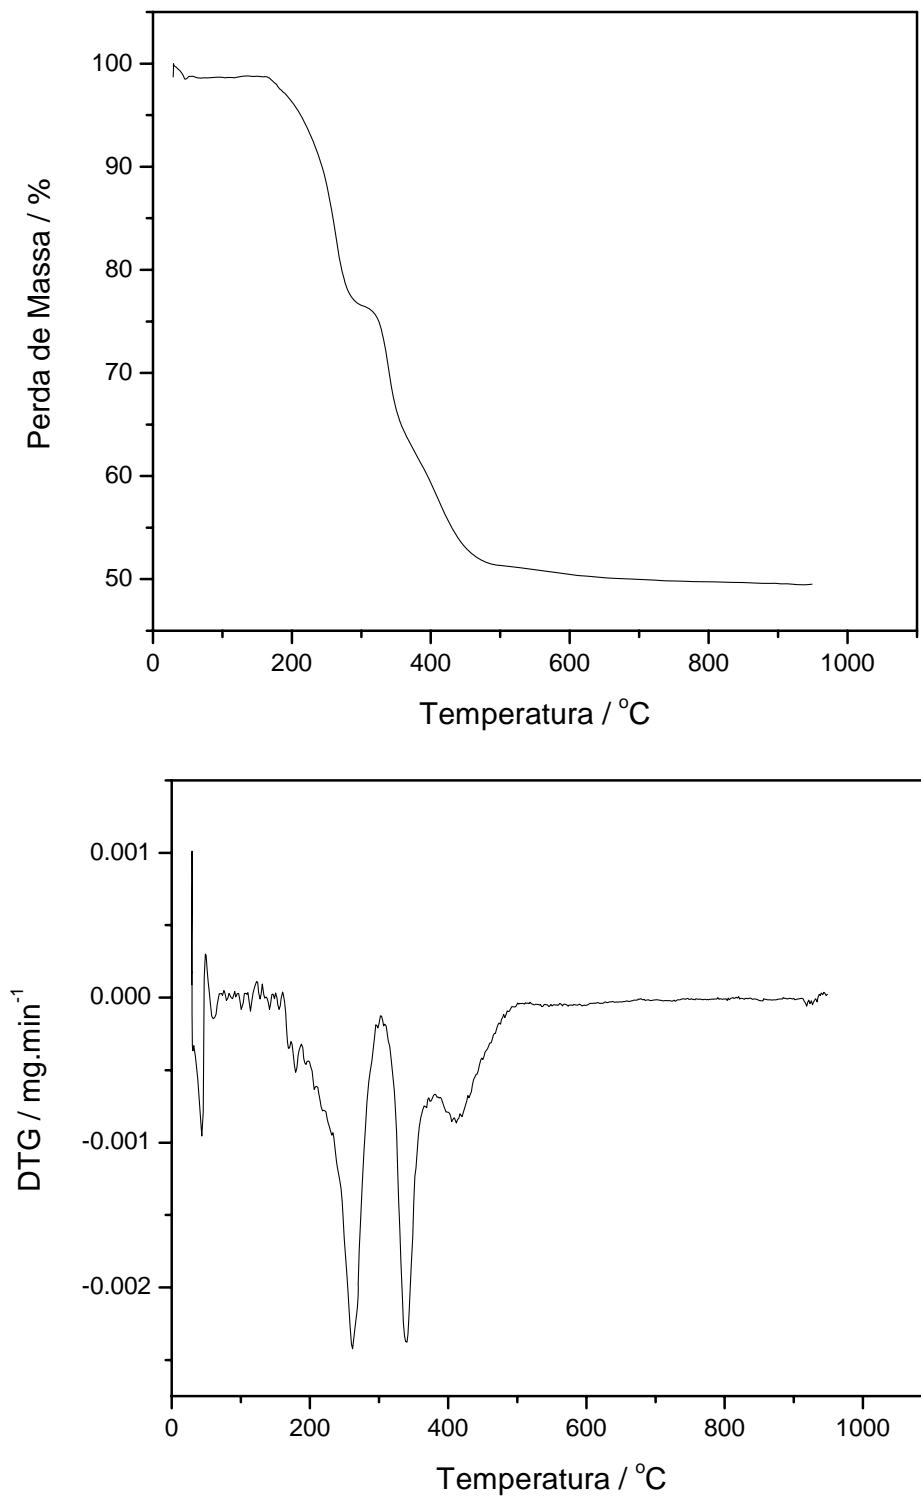 100
90
80
70
60
50
Perda de Massa / %
0 200 400 600 800 1000
Temperatura / °C
0.001
0.000
-0.001
-0.002
DTG / mg.min⁻¹
0 200 400 600 800 1000
Temperatura / °C